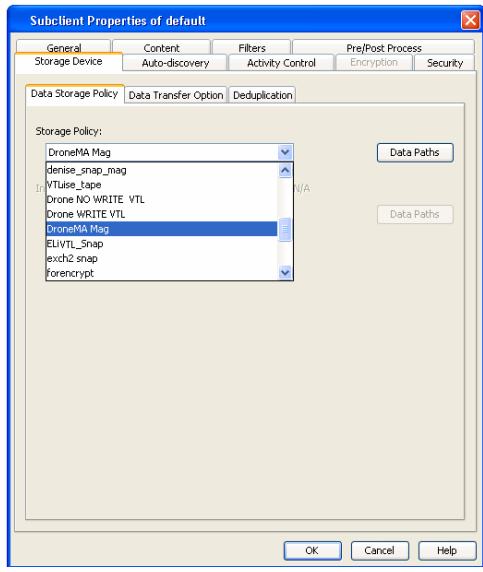 Subclient Properties of default
General Content Filters Pre/Post Process
Storage Device Auto-discovery Activity Control Encryption Security
Data Storage Policy Data Transfer Option Deduplication
Storage Policy:
DroneMA Mag Data Paths
denise_snap_mag
VTLise_tape
N/A
Drone NO WRITE VTL
Drone WRITE VTL
Data Paths
DroneMA Mag
ELiVTL_Snap
exch2 snap
forencrypt
OK Cancel Help